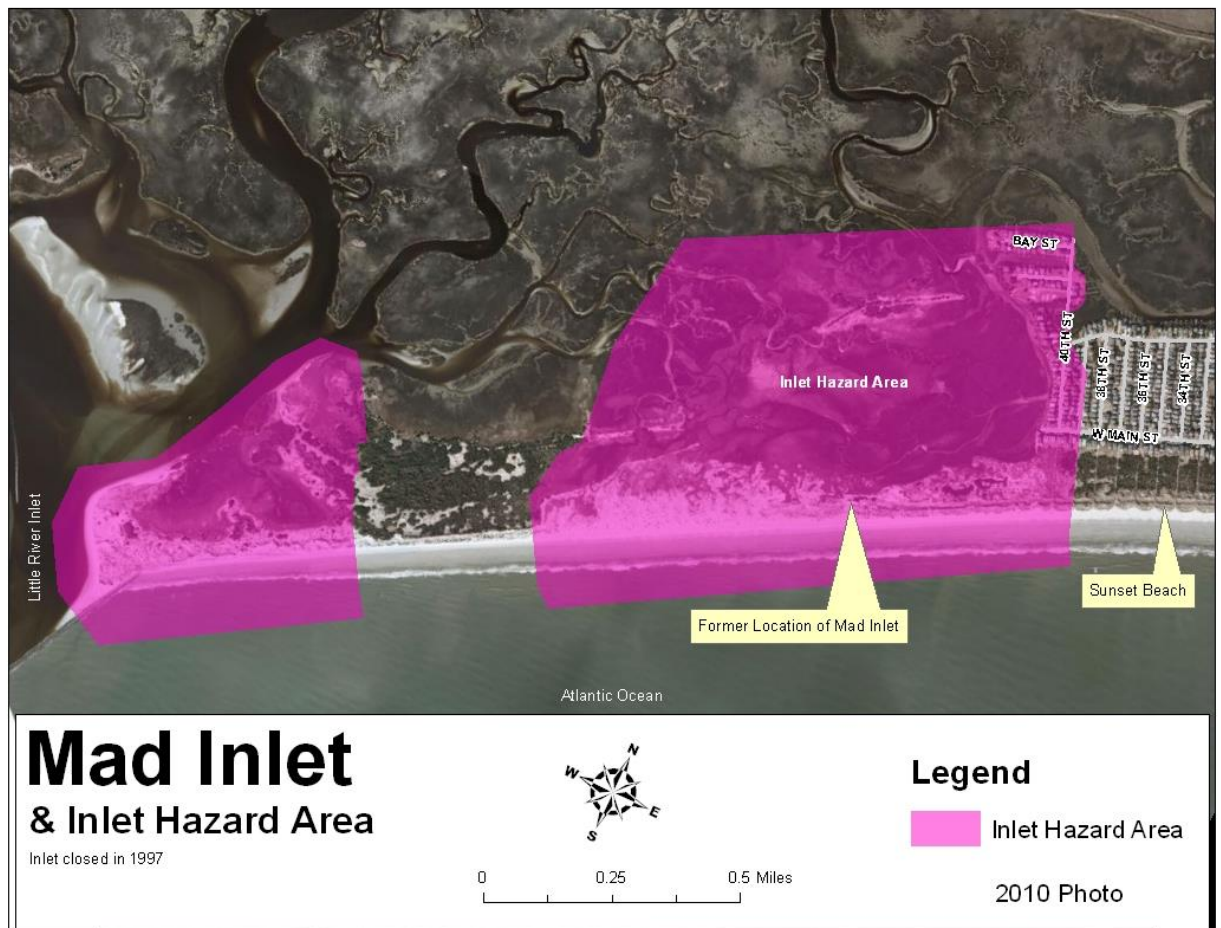 BAY ST
40TH ST
38TH ST
36TH ST
34TH ST
Inlet Hazard Area
W MAIN ST
Little River Inlet
Sunset Beach
Former Location of Mad Inlet
Atlantic Ocean
Mad Inlet
& Inlet Hazard Area
Inlet closed in 1997
N
W
E
S
0 0.25 0.5 Miles
Legend
Inlet Hazard Area
2010 Photo